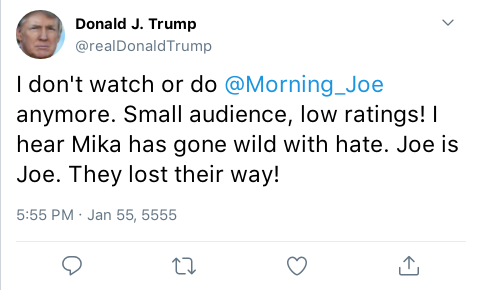 Donald J. Trump
@realDonaldTrump
I don't watch or do @Morning_Joe
anymore. Small audience, low ratings! I
hear Mika has gone wild with hate. Joe is
Joe. They lost their way!
5:55 PM · Jan 55, 5555